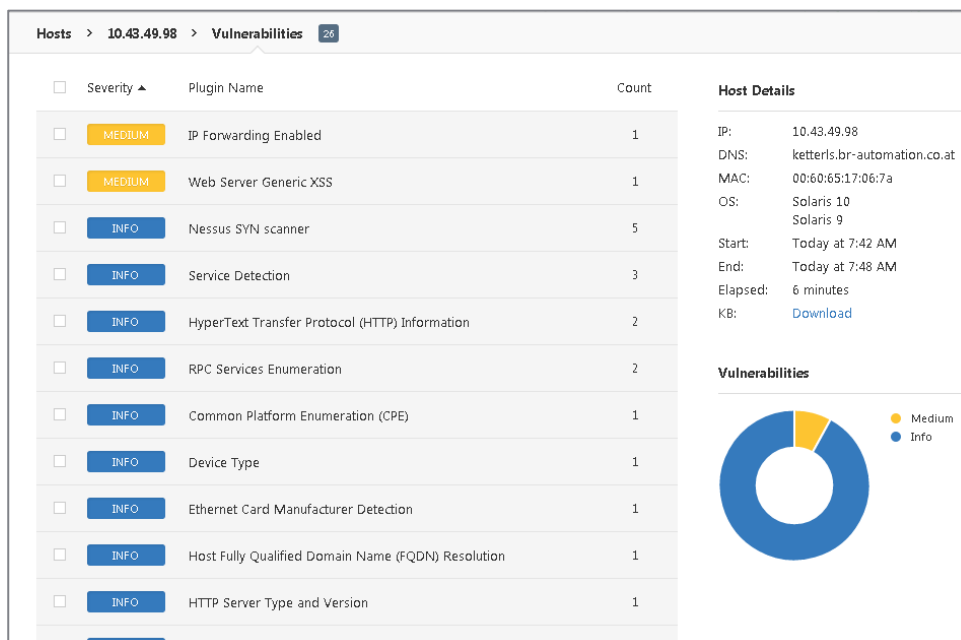 Hosts > 10.43.49.98 > Vulnerabilities 26
Severity ▲ Plugin Name Count
MEDIUM IP Forwarding Enabled 1
MEDIUM Web Server Generic XSS 1
INFO Nessus SYN scanner 5
INFO Service Detection 3
INFO HyperText Transfer Protocol (HTTP) Information 2
INFO RPC Services Enumeration 2
INFO Common Platform Enumeration (CPE) 1
INFO Device Type 1
INFO Ethernet Card Manufacturer Detection 1
INFO Host Fully Qualified Domain Name (FQDN) Resolution 1
INFO HTTP Server Type and Version 1
Host Details
IP: 10.43.49.98
DNS: ketterls.br-automation.co.at
MAC: 00:60:65:17:06:7a
OS: Solaris 10
Solaris 9
Start: Today at 7:42 AM
End: Today at 7:48 AM
Elapsed: 6 minutes
KB: Download
Vulnerabilities
Medium
Info